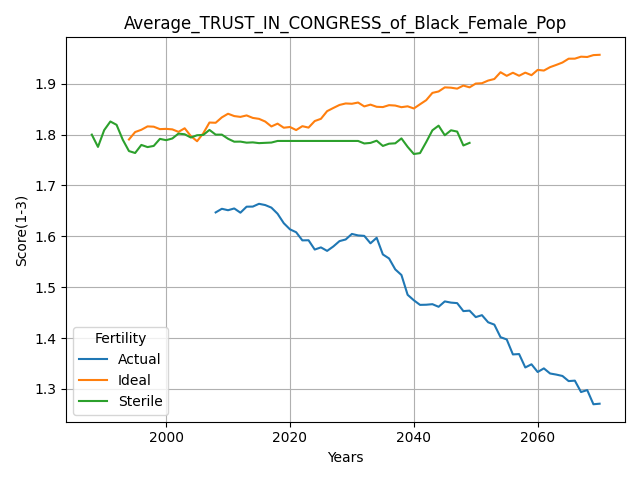 Average_TRUST_IN_CONGRESS_of_Black_Female_Pop
Score(1-3)
1.9
1.8
1.7
1.6
1.5
1.4
1.3
Fertility
Actual
Ideal
Sterile
2000 2020 2040 2060
Years